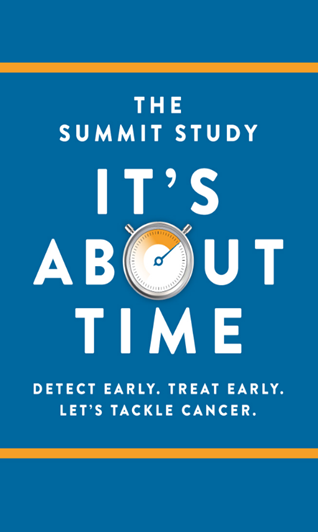 THE
SUMMIT STUDY
IT'S
ABOUT
TIME
DETECT EARLY. TREAT EARLY.
LET'S TACKLE CANCER.